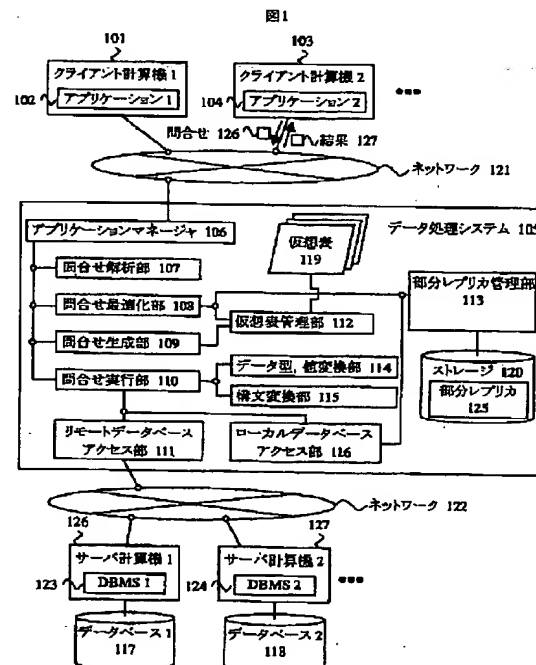 図1
101
103
クライアント計算機 1
クライアント計算機 2
102
アプリケーション 1
104
アプリケーション 2
問合せ 126
結果 127
ネットワーク 121
アプリケーションマネージャ 106
仮想表
119
データ処理システム 105
問合せ解析部 107
問合せ最適化部 108
仮想表管理部 112
部分レプリカ管理部
113
問合せ生成部 109
問合せ実行部 110
データ型, 値変換部 114
構文変換部 115
ストレージ 120
部分レプリカ
125
リモートデータベース
アクセス部 111
ローカルデータベース
アクセス部 116
ネットワーク 122
126
127
サーバ計算機 1
サーバ計算機 2
123
DBMS 1
124
DBMS 2
データベース 1
117
データベース 2
118